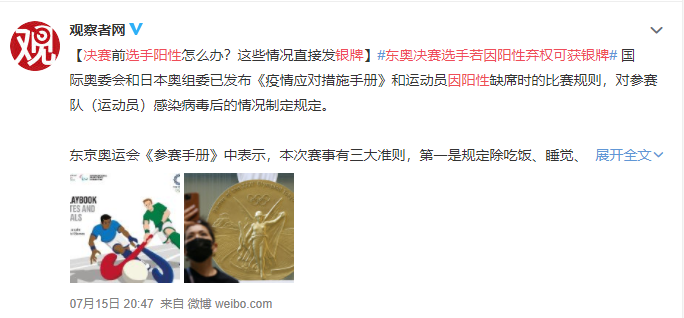 观
观察者网
【决赛前选手阳性怎么办？这些情况直接发银牌】#东奥决赛选手若因阳性弃权可获银牌# 国
际奥委会和日本奥组委已发布《疫情应对措施手册》和运动员因阳性缺席时的比赛规则，对参赛
队（运动员）感染病毒后的情况制定规定。
东京奥运会《参赛手册》中表示，本次赛事有三大准则，第一是规定除吃饭、睡觉、 展开全文
07月15日 20:47 来自 微博 weibo.com